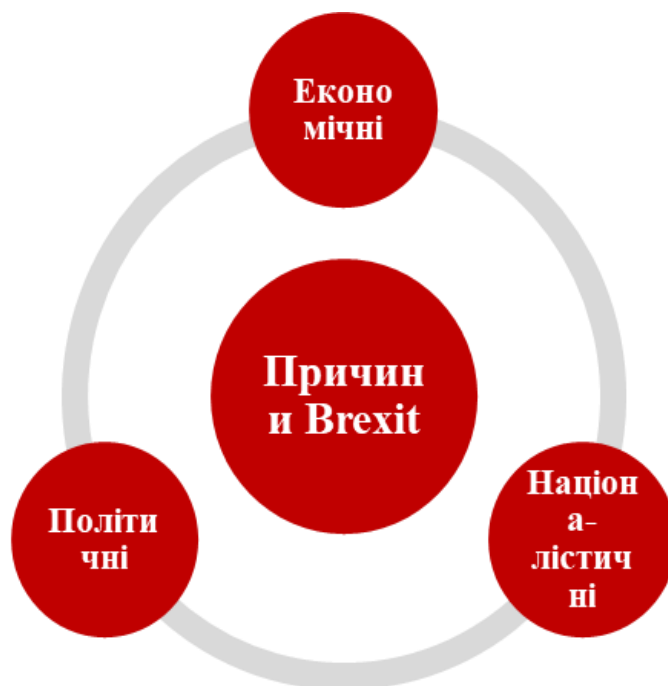 Еконо
мічні
Причин
и Brexit
Політи
чні
Націон
а-
лістич
ні